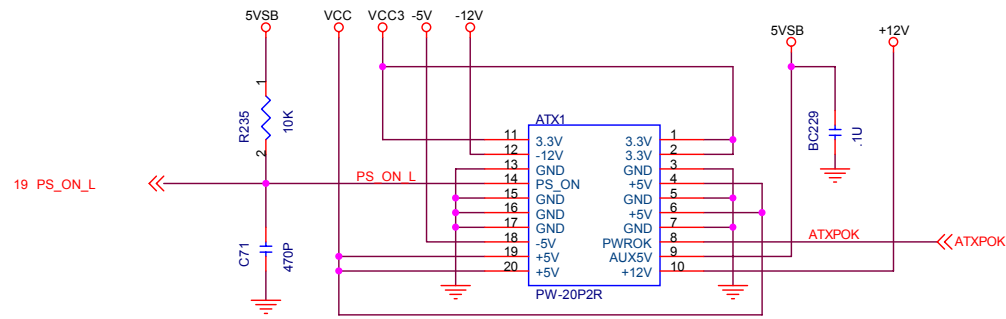 5VSB VCC VCC3 -5V -12V 5VSB +12V
1
R235 10K
2
ATX1
11 3.3V 3.3V 1
12 -12V 3.3V 2
13 GND GND 3
14 PS_ON +5V 4
15 GND GND 5
16 GND +5V 6
17 GND GND 7
18 -5V PWROK 8
19 +5V AUX5V 9
20 +5V +12V 10
PW-20P2R
BC229 .1U
19 PS_ON_L
PS_ON_L
ATXPOK
ATXPOK
C71 470P